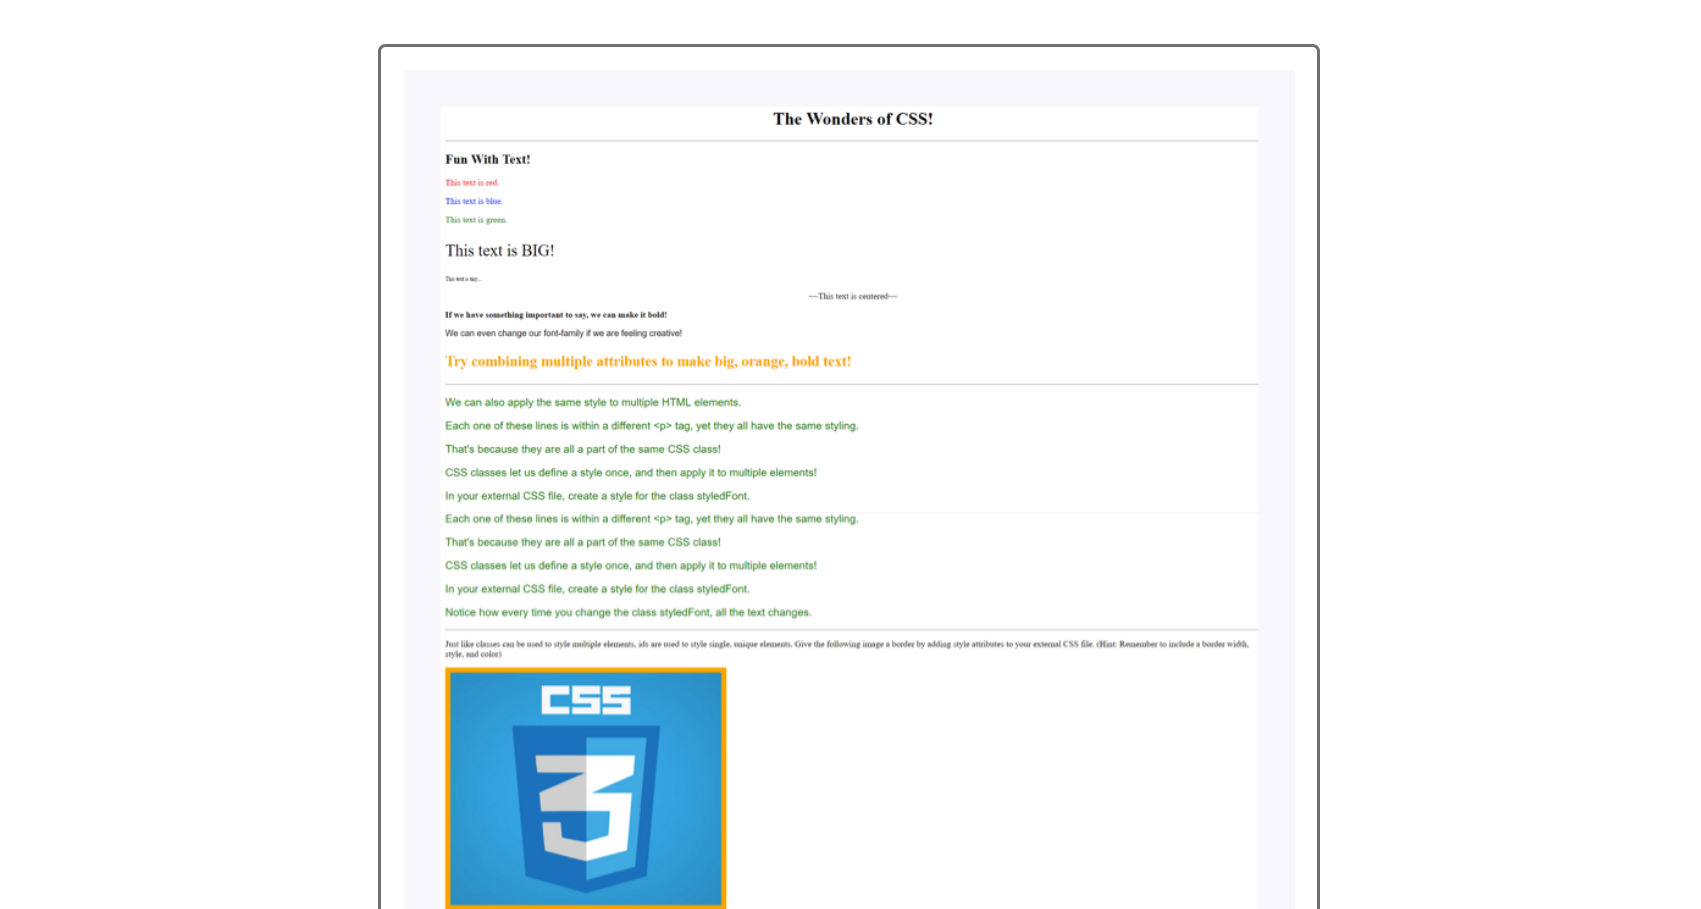 The Wonders of CSS!
Fun With Text!
This text is red.
This text is blue.
This text is green.
This text is BIG!
This text is tiny...
~~This text is centered~~
If we have something important to say, we can make it bold!
We can even change our font-family if we are feeling creative!
Try combining multiple attributes to make big, orange, bold text!
We can also apply the same style to multiple HTML elements.
Each one of these lines is within a different <p> tag, yet they all have the same styling.
That's because they are all a part of the same CSS class!
CSS classes let us define a style once, and then apply it to multiple elements!
In your external CSS file, create a style for the class styledFont.
Each one of these lines is within a different <p> tag, yet they all have the same styling.
That's because they are all a part of the same CSS class!
CSS classes let us define a style once, and then apply it to multiple elements!
In your external CSS file, create a style for the class styledFont.
Notice how every time you change the class styledFont, all the text changes.
Just like classes can be used to style multiple elements, ids are used to style single, unique elements. Give the following image a border by adding style attributes to your external CSS file. (Hint: Remember to include a border width,
style, and color)
CSS
3